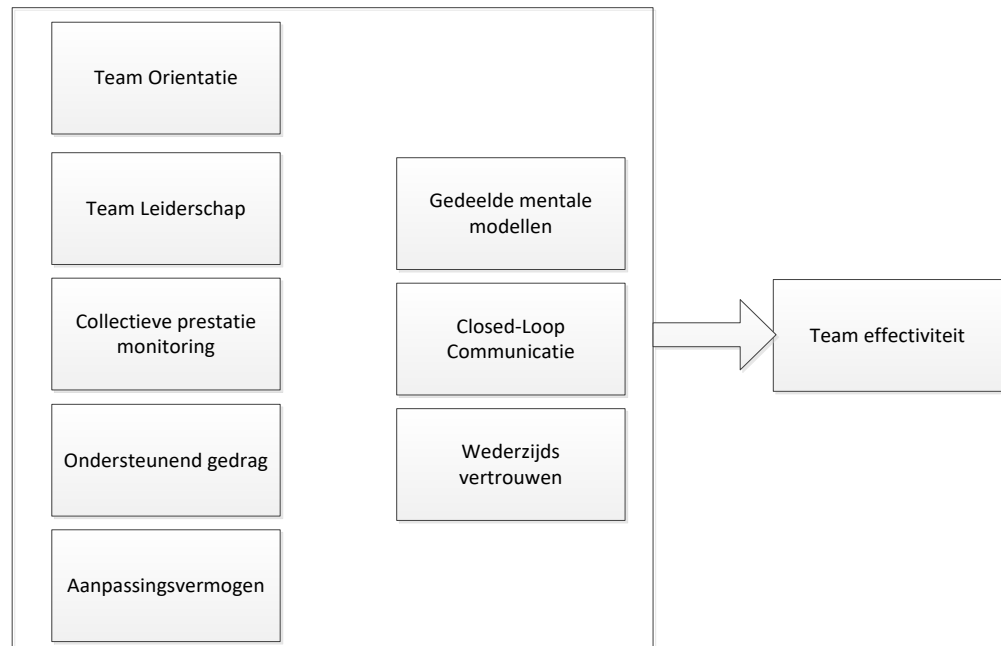 Team Orientatie
Team Leiderschap
Collectieve prestatie
monitoring
Ondersteunend gedrag
Aanpassingsvermogen
Gedeelde mentale
modellen
Closed-Loop
Communicatie
Wederzijds
vertrouwen
Team effectiviteit